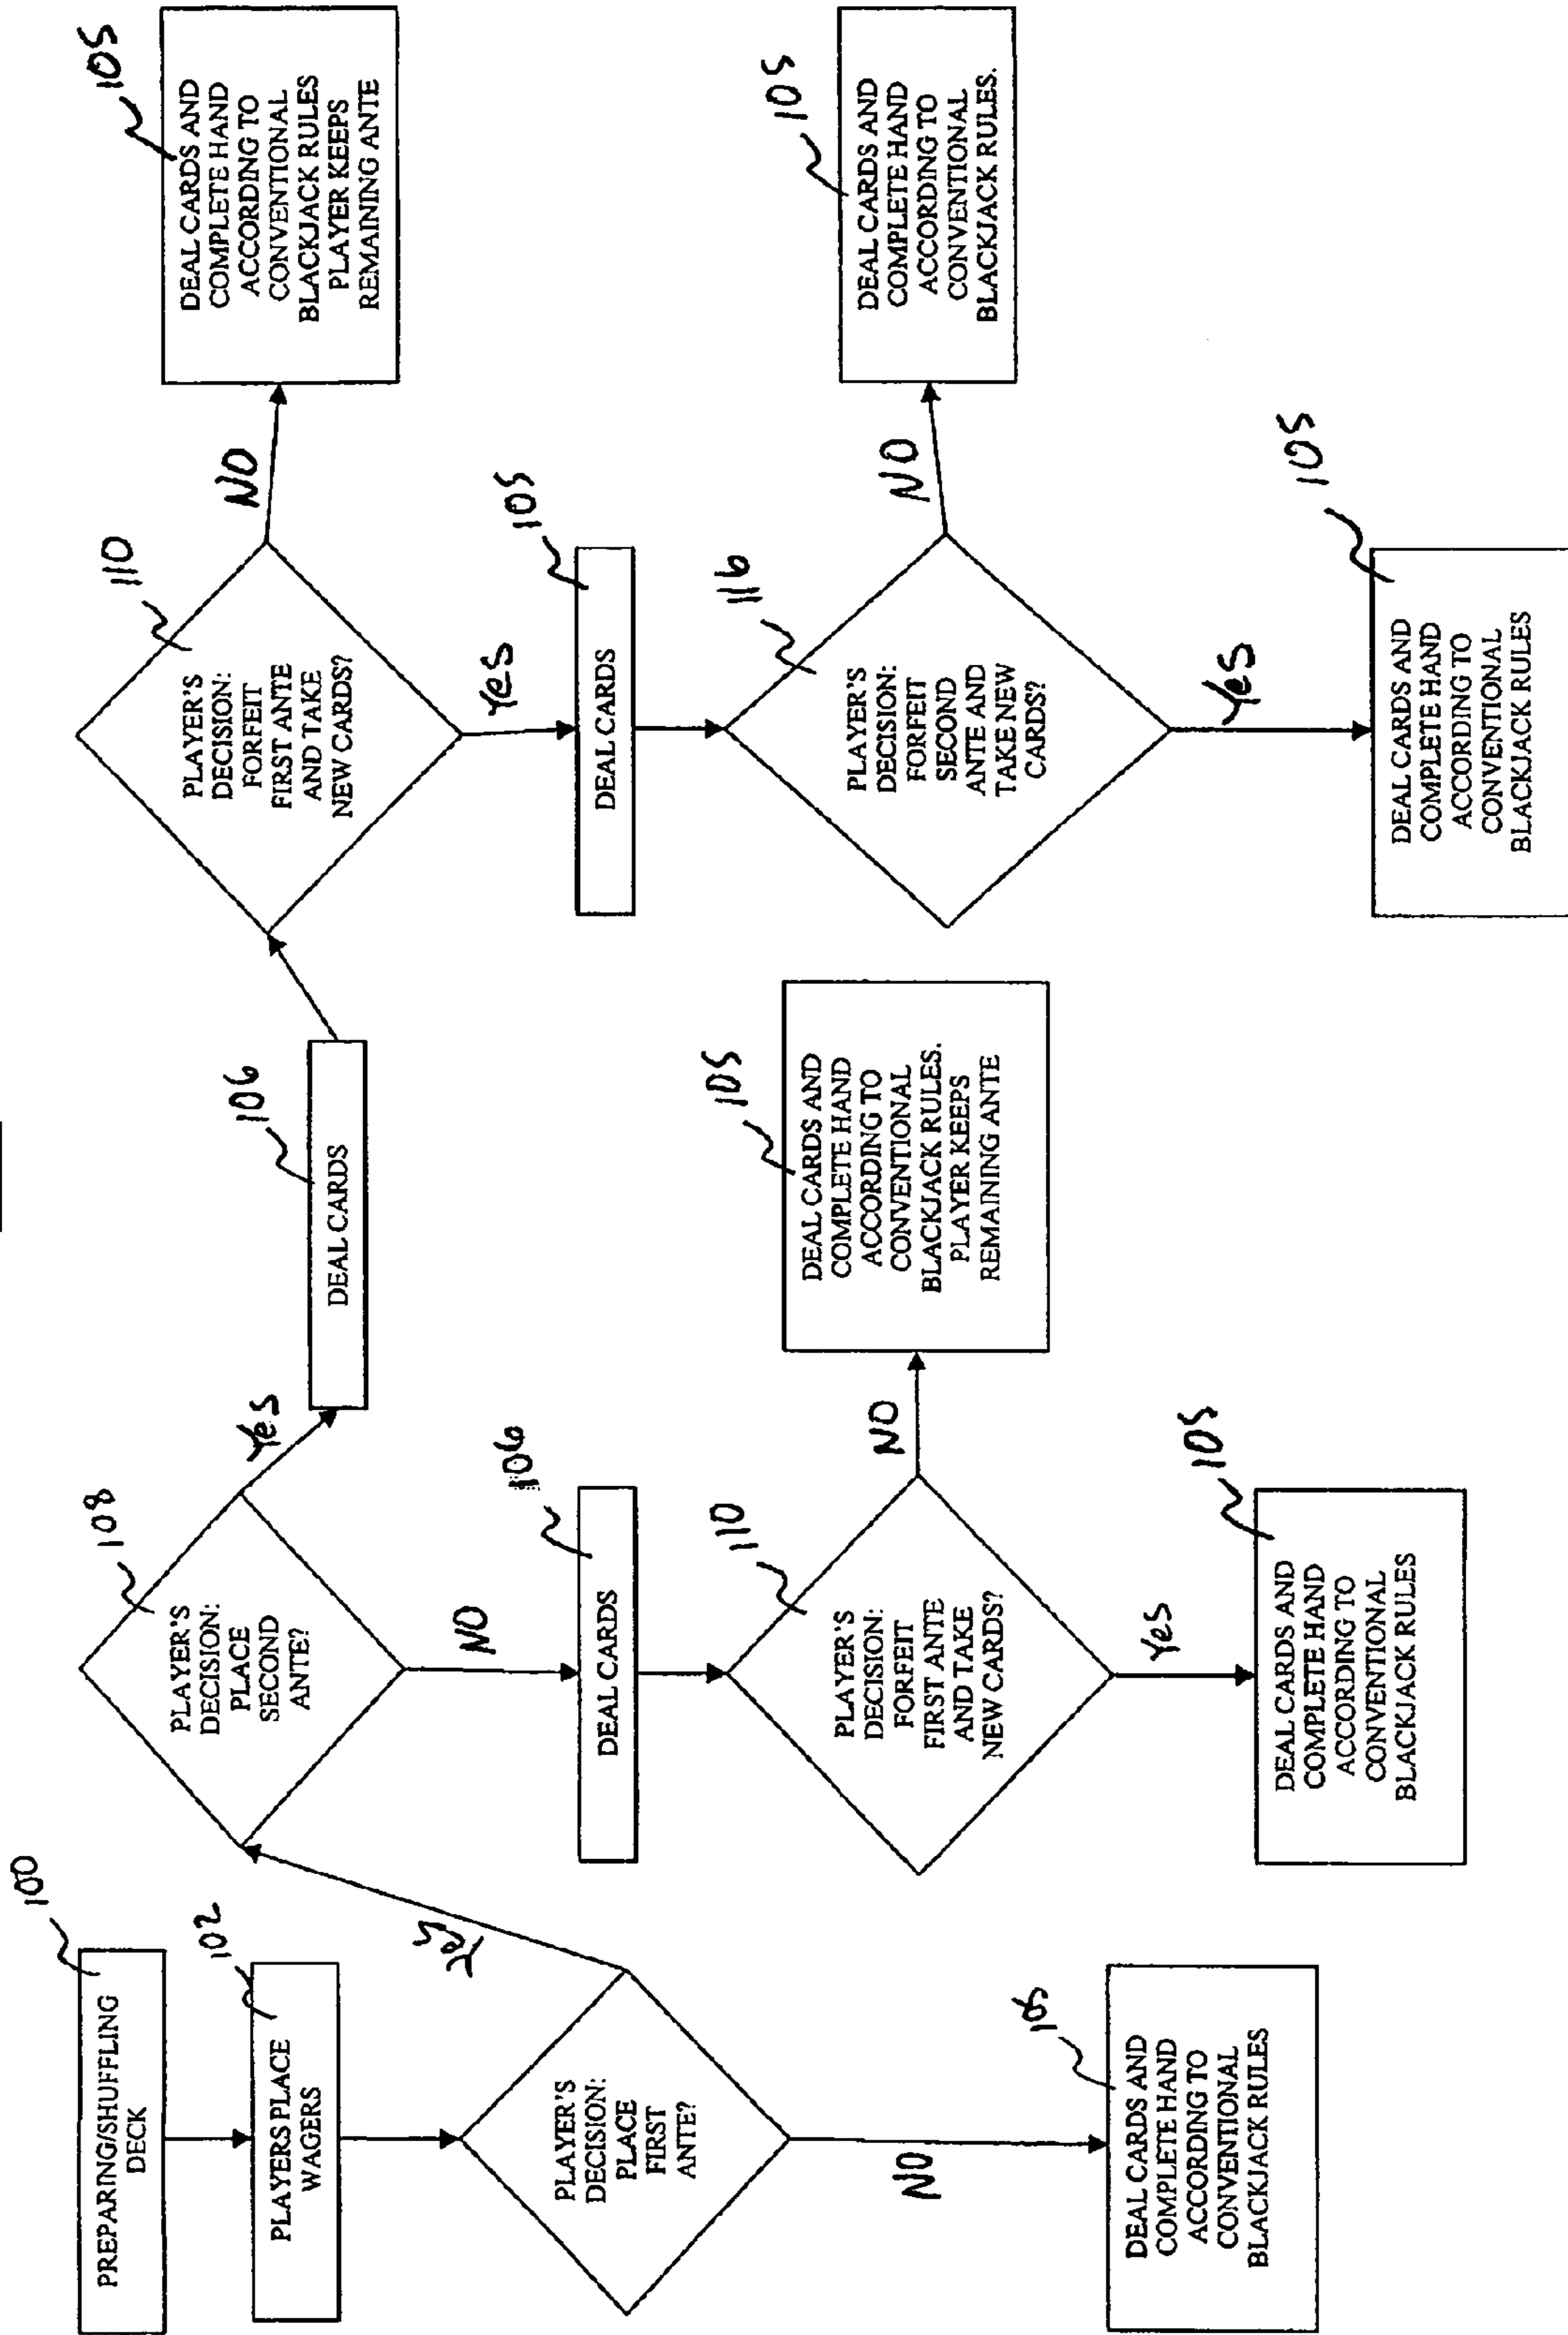 100
PREPARING/SHUFFLING
DECK
102
PLAYERS PLACE
WAGERS
PLAYER'S
DECISION:
PLACE
FIRST
ANTE?
Yes
NO
105
DEAL CARDS AND
COMPLETE HAND
ACCORDING TO
CONVENTIONAL
BLACKJACK RULES
108
PLAYER'S
DECISION:
PLACE
SECOND
ANTE?
Yes
NO
106
DEAL CARDS
110
PLAYER'S
DECISION:
FORFEIT
FIRST ANTE
AND TAKE
NEW CARDS?
NO
105
DEAL CARDS AND
COMPLETE HAND
ACCORDING TO
CONVENTIONAL
BLACKJACK RULES.
PLAYER KEEPS
REMAINING ANTE
Yes
105
DEAL CARDS AND
COMPLETE HAND
ACCORDING TO
CONVENTIONAL
BLACKJACK RULES
106
DEAL CARDS
110
PLAYER'S
DECISION:
FORFEIT
FIRST ANTE
AND TAKE
NEW CARDS?
NO
105
DEAL CARDS AND
COMPLETE HAND
ACCORDING TO
CONVENTIONAL
BLACKJACK RULES
PLAYER KEEPS
REMAINING ANTE
Yes
105
DEAL CARDS
116
PLAYER'S
DECISION:
FORFEIT
SECOND
ANTE AND
TAKE NEW
CARDS?
NO
105
DEAL CARDS AND
COMPLETE HAND
ACCORDING TO
CONVENTIONAL
BLACKJACK RULES.
Yes
105
DEAL CARDS AND
COMPLETE HAND
ACCORDING TO
CONVENTIONAL
BLACKJACK RULES